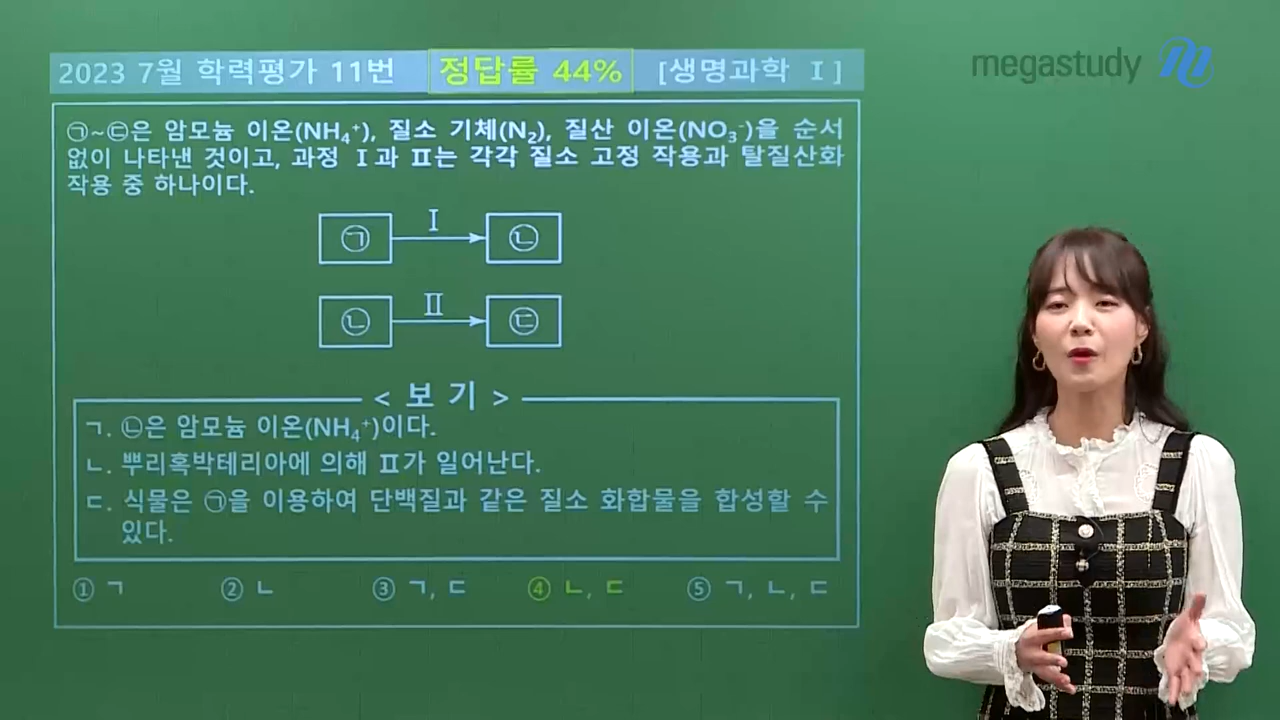 megastudy
2023 7월 학력평가 11번 정답률 44% [생명과학 Ⅰ]
㉠~㉢은 암모늄 이온(NH₄⁺), 질소 기체(N₂), 질산 이온(NO₃⁻)을 순서
없이 나타낸 것이고, 과정 Ⅰ과 Ⅱ는 각각 질소 고정 작용과 탈질산화
작용 중 하나이다.
㉠ Ⅰ ㉡
㉡ Ⅱ ㉢
< 보 기 >
ㄱ. ㉡은 암모늄 이온(NH₄⁺)이다.
ㄴ. 뿌리혹박테리아에 의해 Ⅱ가 일어난다.
ㄷ. 식물은 ㉠을 이용하여 단백질과 같은 질소 화합물을 합성할 수
있다.
① ㄱ ② ㄴ ③ ㄱ, ㄷ ④ ㄴ, ㄷ ⑤ ㄱ, ㄴ, ㄷ